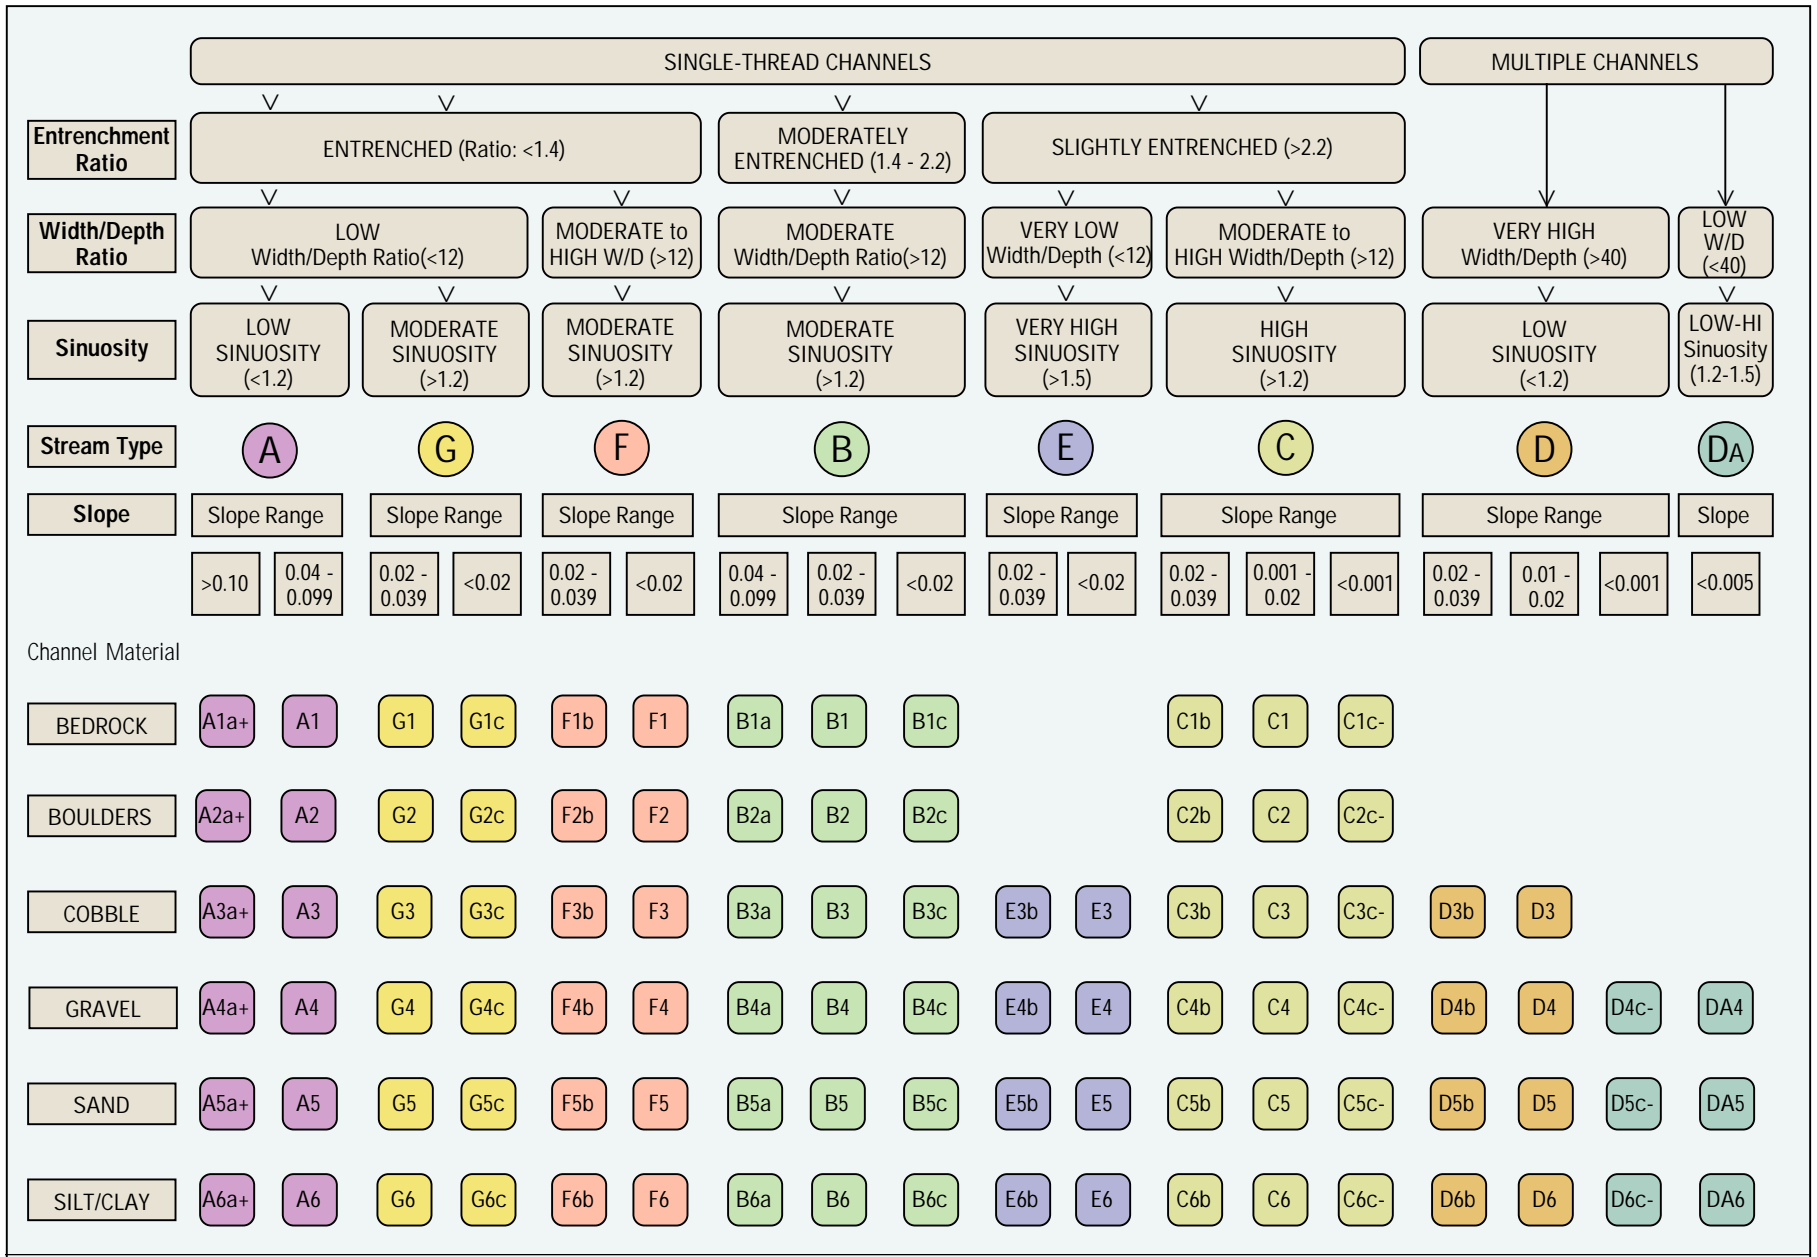 SINGLE-THREAD CHANNELS
MULTIPLE CHANNELS
Entrenchment
Ratio
ENTRENCHED (Ratio: <1.4)
MODERATELY
ENTRENCHED (1.4 - 2.2)
SLIGHTLY ENTRENCHED (>2.2)
Width/Depth
Ratio
LOW
Width/Depth Ratio(<12)
MODERATE to
HIGH W/D (>12)
MODERATE
Width/Depth Ratio(>12)
VERY LOW
Width/Depth (<12)
MODERATE to
HIGH Width/Depth (>12)
VERY HIGH
Width/Depth (>40)
LOW
W/D
(<40)
Sinuosity
LOW
SINUOSITY
(<1.2)
MODERATE
SINUOSITY
(>1.2)
MODERATE
SINUOSITY
(>1.2)
MODERATE
SINUOSITY
(>1.2)
VERY HIGH
SINUOSITY
(>1.5)
HIGH
SINUOSITY
(>1.2)
LOW
SINUOSITY
(<1.2)
LOW-HI
Sinuosity
(1.2-1.5)
Stream Type
A
G
F
B
E
C
D
DA
Slope
Slope Range
Slope Range
Slope Range
Slope Range
Slope Range
Slope Range
Slope Range
Slope
>0.10
0.04 -
0.099
0.02 -
0.039
<0.02
0.02 -
0.039
<0.02
0.04 -
0.099
0.02 -
0.039
<0.02
0.02 -
0.039
<0.02
0.02 -
0.039
0.001 -
0.02
<0.001
0.02 -
0.039
0.01 -
0.02
<0.001
<0.005
Channel Material
BEDROCK A1a+ A1 G1 G1c F1b F1 B1a B1 B1c C1b C1 C1c-
BOULDERS A2a+ A2 G2 G2c F2b F2 B2a B2 B2c C2b C2 C2c-
COBBLE A3a+ A3 G3 G3c F3b F3 B3a B3 B3c E3b E3 C3b C3 C3c- D3b D3
GRAVEL A4a+ A4 G4 G4c F4b F4 B4a B4 B4c E4b E4 C4b C4 C4c- D4b D4 D4c- DA4
SAND A5a+ A5 G5 G5c F5b F5 B5a B5 B5c E5b E5 C5b C5 C5c- D5b D5 D5c- DA5
SILT/CLAY A6a+ A6 G6 G6c F6b F6 B6a B6 B6c E6b E6 C6b C6 C6c- D6b D6 D6c- DA6